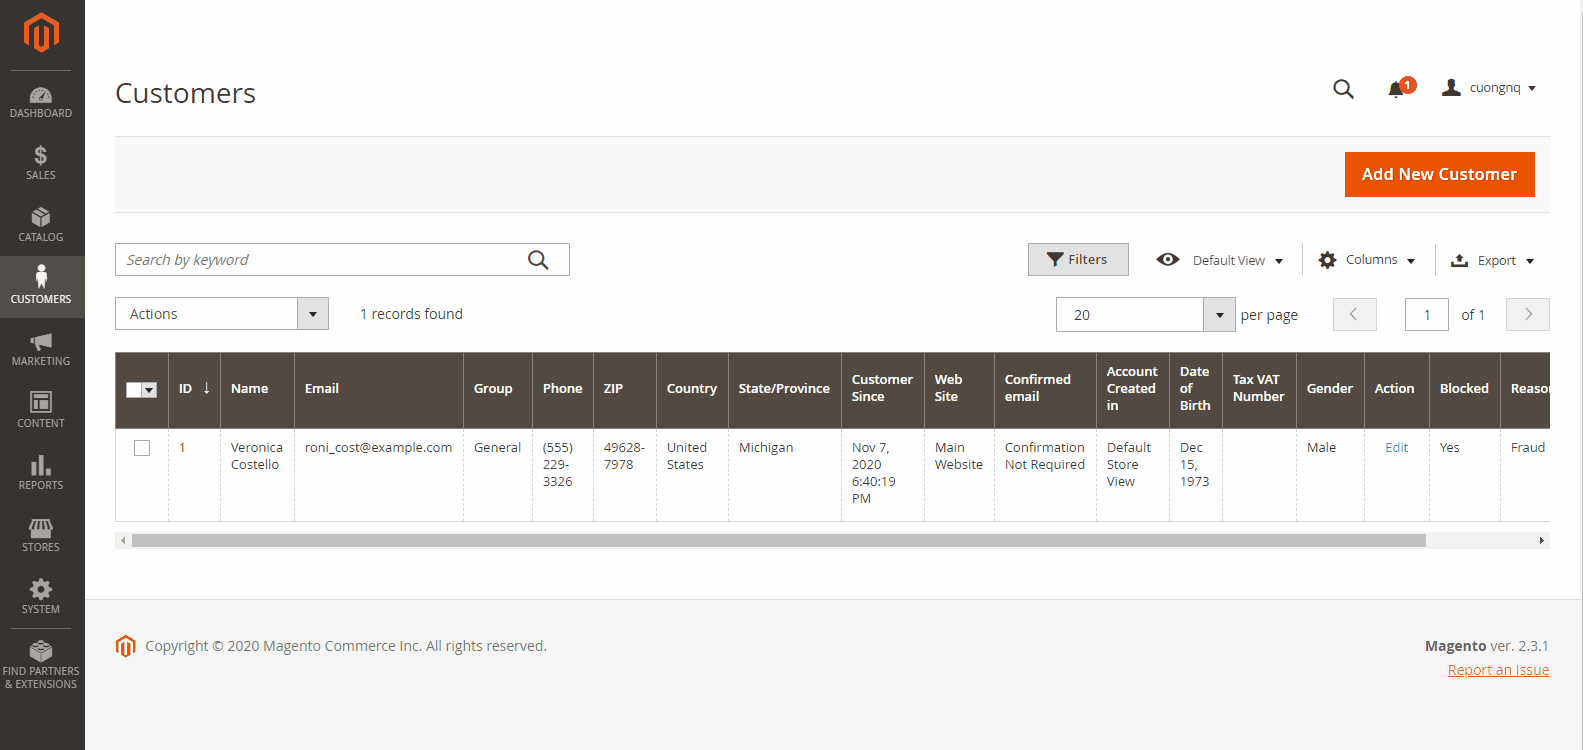 DASHBOARD
SALES
CATALOG
CUSTOMERS
MARKETING
CONTENT
REPORTS
STORES
SYSTEM
FIND PARTNERS
& EXTENSIONS
Customers
1
cuongnq
Add New Customer
Search by keyword
Filters
Default View
Columns
Export
Actions
1 records found
20
per page
1
of 1
ID
Name
Email
Group
Phone
ZIP
Country
State/Province
Customer
Since
Web
Site
Confirmed
email
Account
Created
in
Date
of
Birth
Tax VAT
Number
Gender
Action
Blocked
Reaso
1
Veronica
Costello
roni_cost@example.com
General
(555)
229-
3326
49628-
7978
United
States
Michigan
Nov 7,
2020
6:40:19
PM
Main
Website
Confirmation
Not Required
Default
Store
View
Dec
15,
1973
Male
Edit
Yes
Fraud
Copyright © 2020 Magento Commerce Inc. All rights reserved.
Magento ver. 2.3.1
Report an Issue